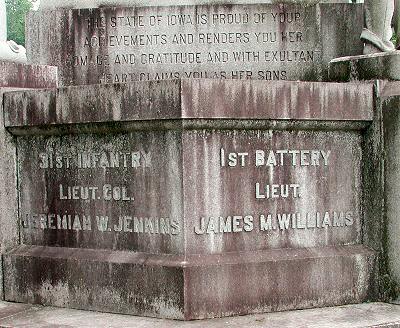 THE STATE OF IOWA IS PROUD OF YOUR
ACHIEVEMENTS AND RENDERS YOU HER
HOMAGE AND GRATITUDE AND WITH EXULTANT
HEART CLAIMS YOU AS HER SONS
31ST INFANTRY
LIEUT. COL.
JEREMIAH W. JENKINS
1ST BATTERY
LIEUT.
JAMES M. WILLIAMS